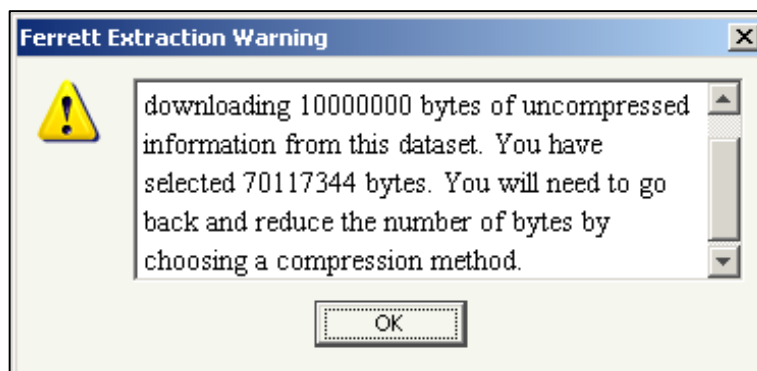 Ferrett Extraction Warning
downloading 10000000 bytes of uncompressed
information from this dataset. You have
selected 70117344 bytes. You will need to go
back and reduce the number of bytes by
choosing a compression method.
OK